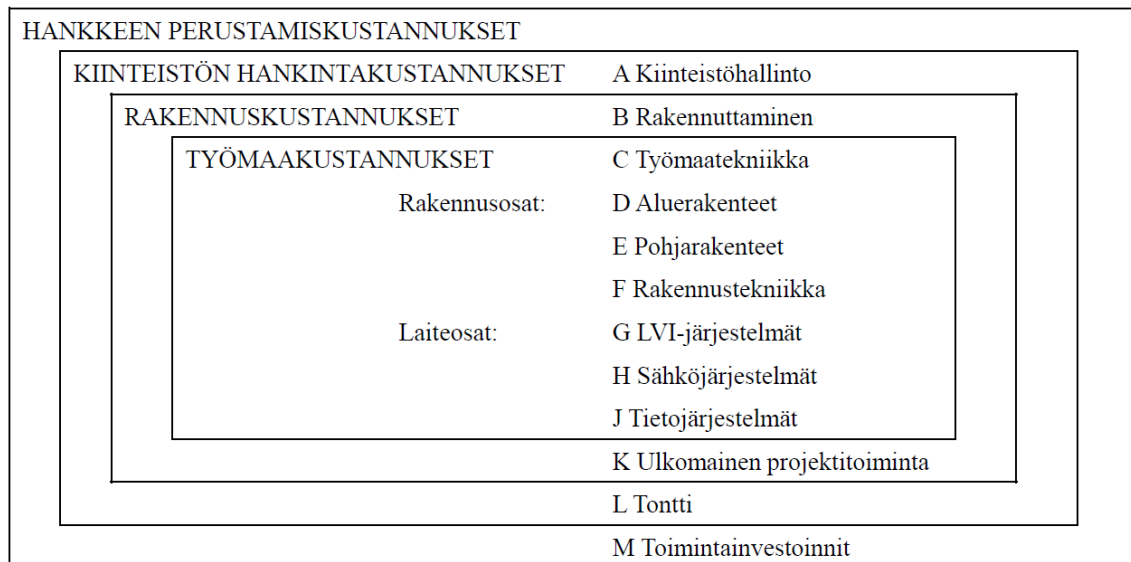 HANKKEEN PERUSTAMISKUSTANNUKSET
KIINTEISTÖN HANKINTAKUSTANNUKSET A Kiinteistöhallinto
RAKENNUSKUSTANNUKSET B Rakennuttaminen
TYÖMAAKUSTANNUKSET C Työmaatekniikka
Rakennusosat: D Aluerakenteet
E Pohjarakenteet
F Rakennustekniikka
Laiteosat: G LVI-järjestelmät
H Sähköjärjestelmät
J Tietojärjestelmät
K Ulkomainen projektitoiminta
L Tontti
M Toimintainvestoinnit